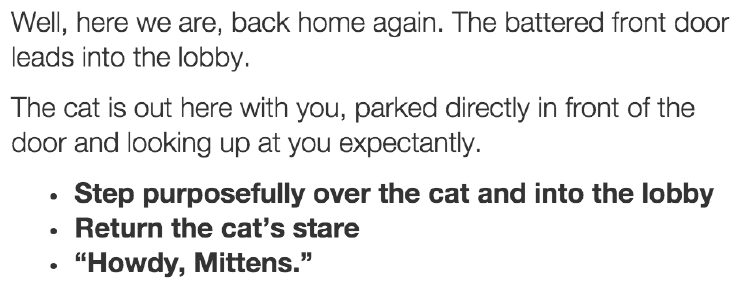 Well, here we are, back home again. The battered front door
leads into the lobby.
The cat is out here with you, parked directly in front of the
door and looking up at you expectantly.
• Step purposefully over the cat and into the lobby
• Return the cat’s stare
• “Howdy, Mittens.”